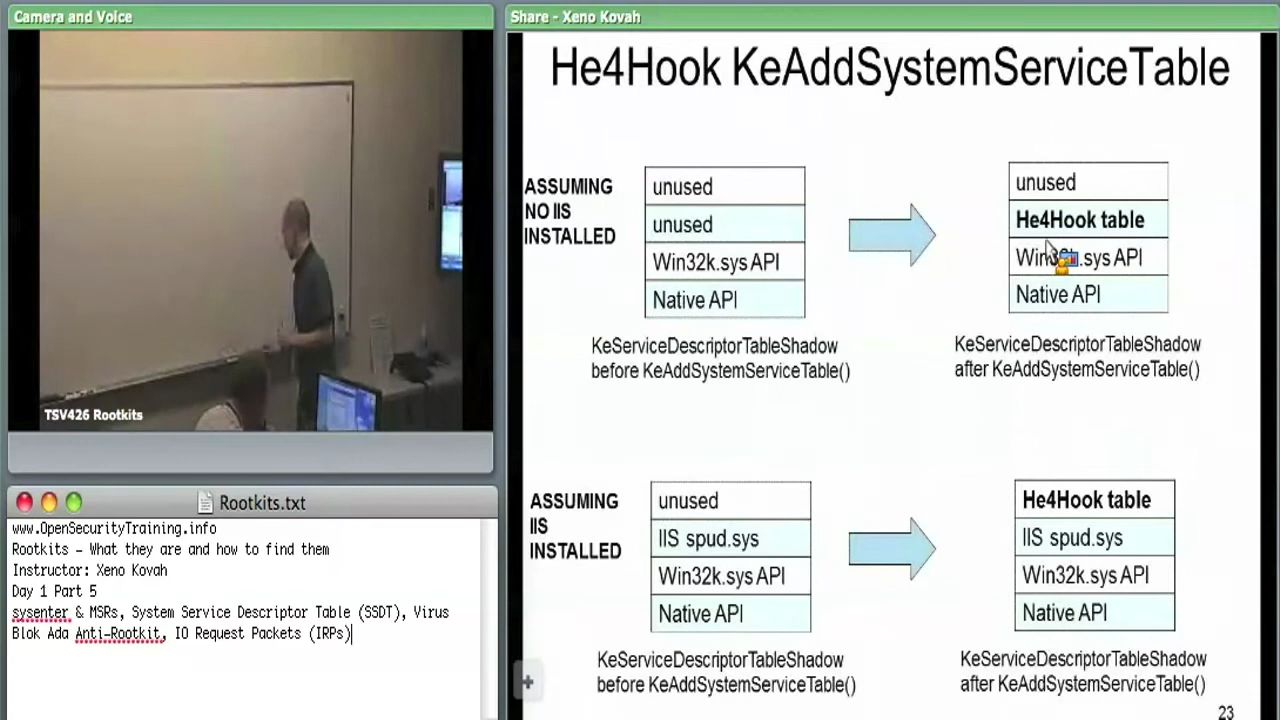 Camera and Voice
TSV426 Rootkits
Rootkits.txt
www.OpenSecurityTraining.info
Rootkits - What they are and how to find them
Instructor: Xeno Kovah
Day 1 Part 5
sysenter & MSRs, System Service Descriptor Table (SSDT), Virus
Blok Ada Anti-Rootkit, IO Request Packets (IRPs)
Share - Xeno Kovah
He4Hook KeAddSystemServiceTable
ASSUMING
NO IIS
INSTALLED
unused
unused
Win32k.sys API
Native API
KeServiceDescriptorTableShadow
before KeAddSystemServiceTable()
unused
He4Hook table
Win32k.sys API
Native API
KeServiceDescriptorTableShadow
after KeAddSystemServiceTable()
ASSUMING
IIS
INSTALLED
unused
IIS spud.sys
Win32k.sys API
Native API
KeServiceDescriptorTableShadow
before KeAddSystemServiceTable()
He4Hook table
IIS spud.sys
Win32k.sys API
Native API
KeServiceDescriptorTableShadow
after KeAddSystemServiceTable()
23